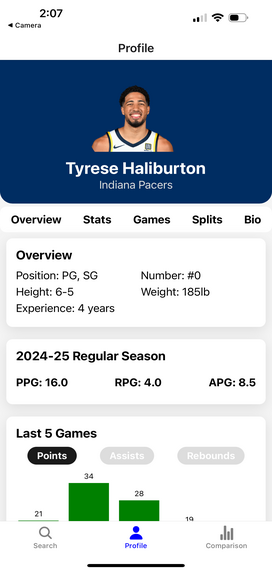 2:07
◀ Camera
Profile
Tyrese Haliburton
Indiana Pacers
Overview Stats Games Splits Bio
Overview
Position: PG, SG Number: #0
Height: 6-5 Weight: 185lb
Experience: 4 years
2024-25 Regular Season
PPG: 16.0 RPG: 4.0 APG: 8.5
Last 5 Games
Points Assists Rebounds
34
28
21
19
Search Profile Comparison